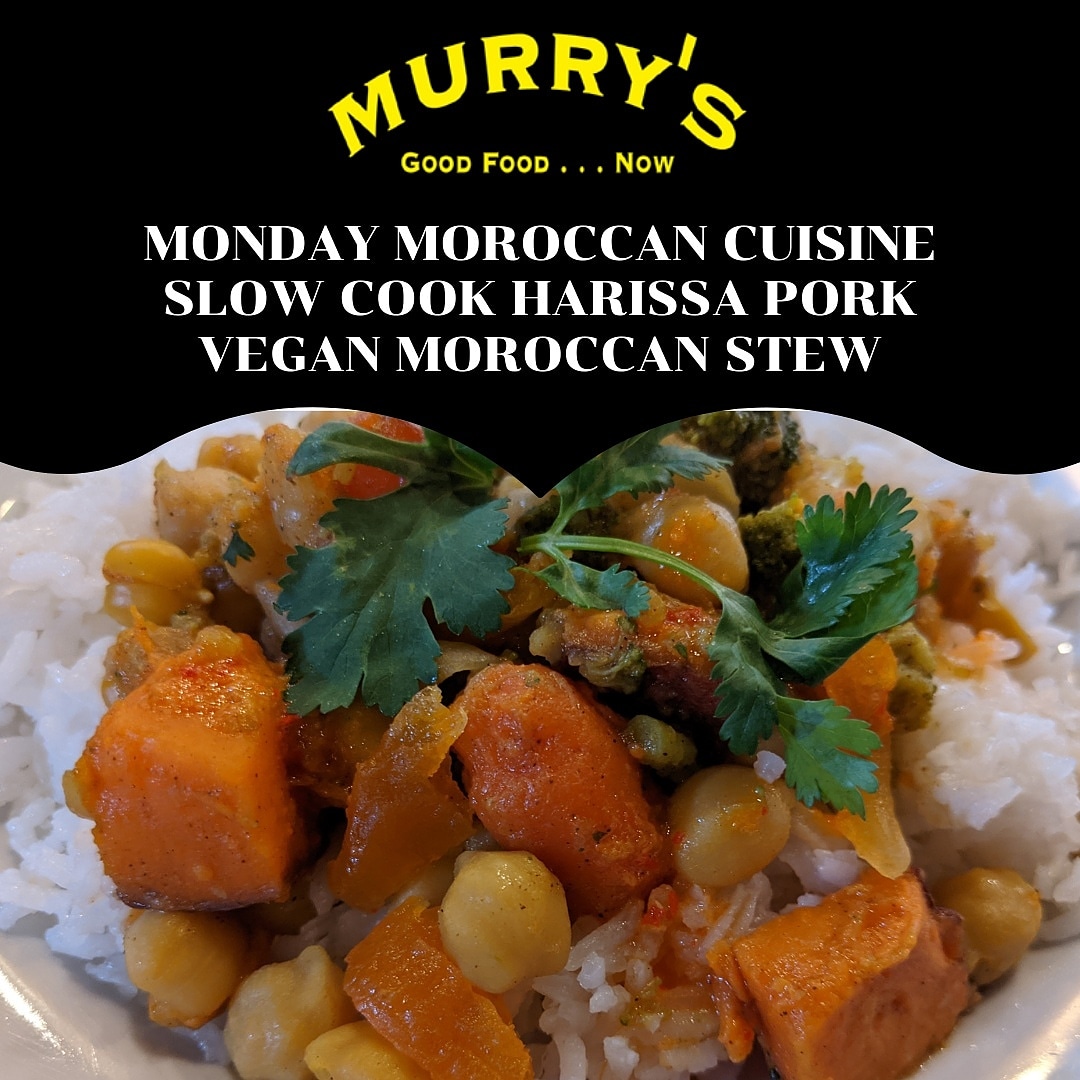 MURRY'S
GOOD FOOD . . . NOW
MONDAY MOROCCAN CUISINE
SLOW COOK HARISSA PORK
VEGAN MOROCCAN STEW